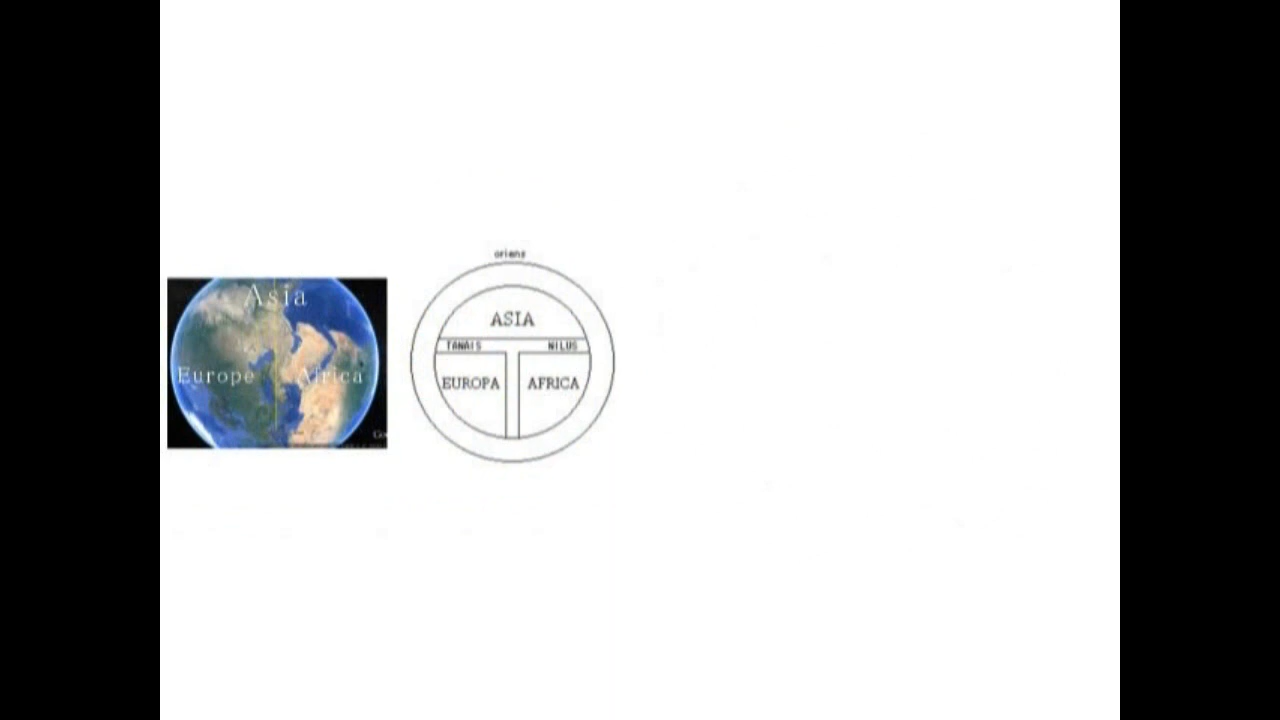 Asia
Europe Africa
oriens
ASIA
TANAIS NILUS
EUROPA AFRICA